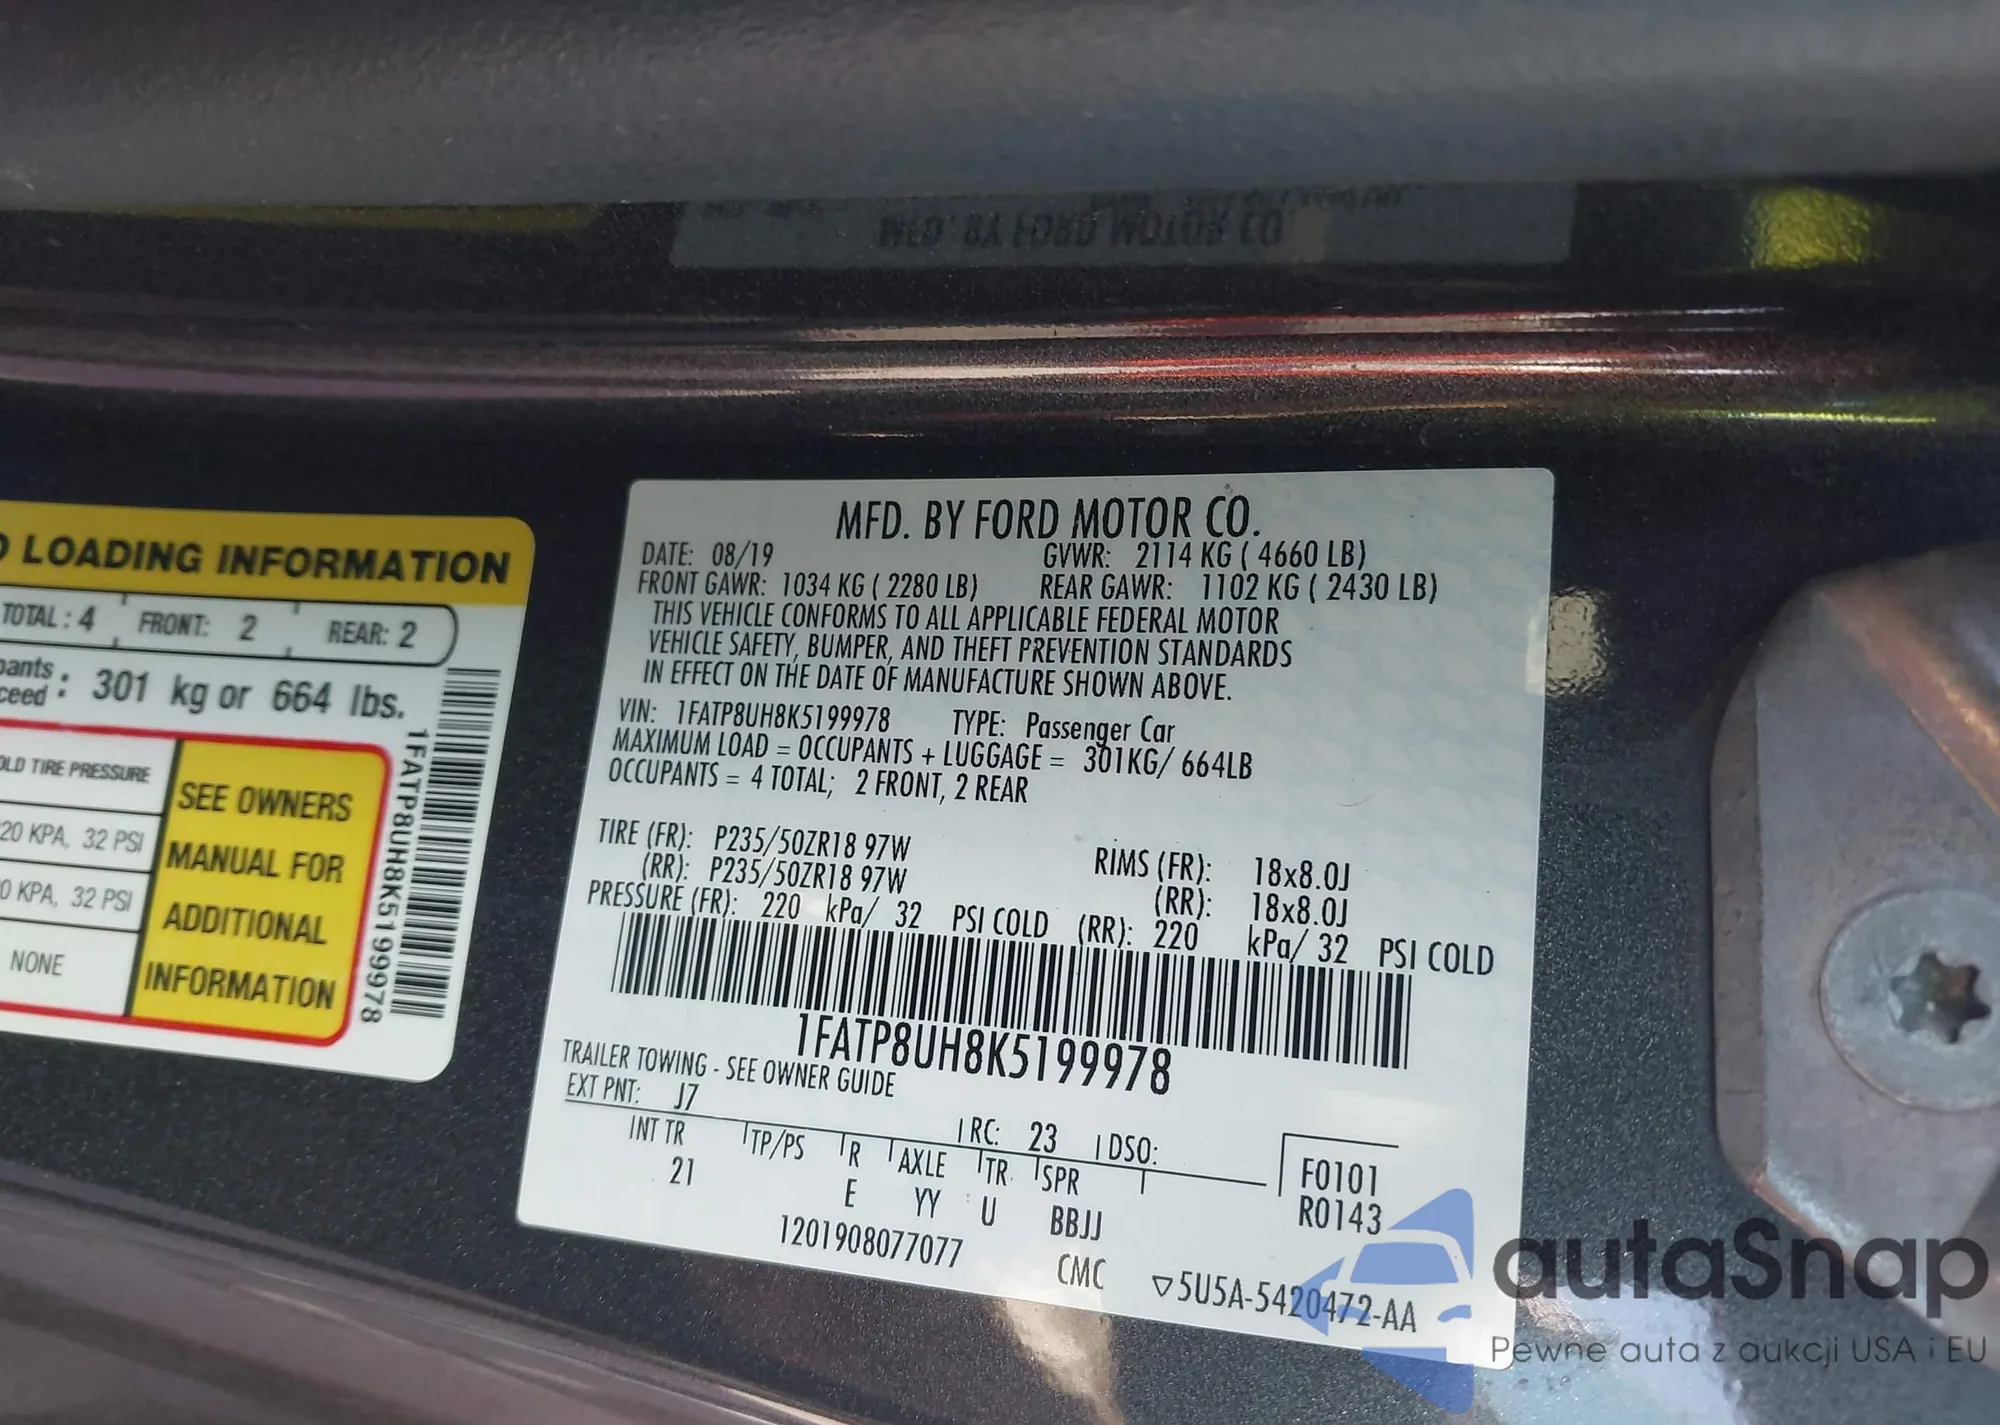 LOADING INFORMATION
TOTAL : 4 FRONT: 2 REAR: 2
301 kg or 664 lbs.
TIRE PRESSURE
KPA, 32 PSI
KPA, 32 PSI
NONE
SEE OWNERS
MANUAL FOR
ADDITIONAL
INFORMATION
1FATP8UH8K5199978
MFD. BY FORD MOTOR CO.
DATE: 08/19 GVWR: 2114 KG ( 4660 LB)
FRONT GAWR: 1034 KG ( 2280 LB) REAR GAWR: 1102 KG ( 2430 LB)
THIS VEHICLE CONFORMS TO ALL APPLICABLE FEDERAL MOTOR
VEHICLE SAFETY, BUMPER, AND THEFT PREVENTION STANDARDS
IN EFFECT ON THE DATE OF MANUFACTURE SHOWN ABOVE.
VIN: 1FATP8UH8K5199978 TYPE: Passenger Car
MAXIMUM LOAD = OCCUPANTS + LUGGAGE = 301KG/ 664LB
OCCUPANTS = 4 TOTAL; 2 FRONT, 2 REAR
TIRE (FR): P235/50ZR18 97W RIMS (FR): 18x8.0J
(RR): P235/50ZR18 97W (RR): 18x8.0J
PRESSURE (FR): 220 kPa/ 32 PSI COLD (RR): 220 kPa/ 32 PSI COLD
1FATP8UH8K5199978
TRAILER TOWING - SEE OWNER GUIDE
EXT PNT: J7 RC: 23 DSO:
INT TR TP/PS R AXLE TR SPR F0101
21 E YY U BBJJ R0143
1201908077077 CMC ▽5U5A-5420472-AA
autaSnap
Pewne auta z aukcji USA i EU